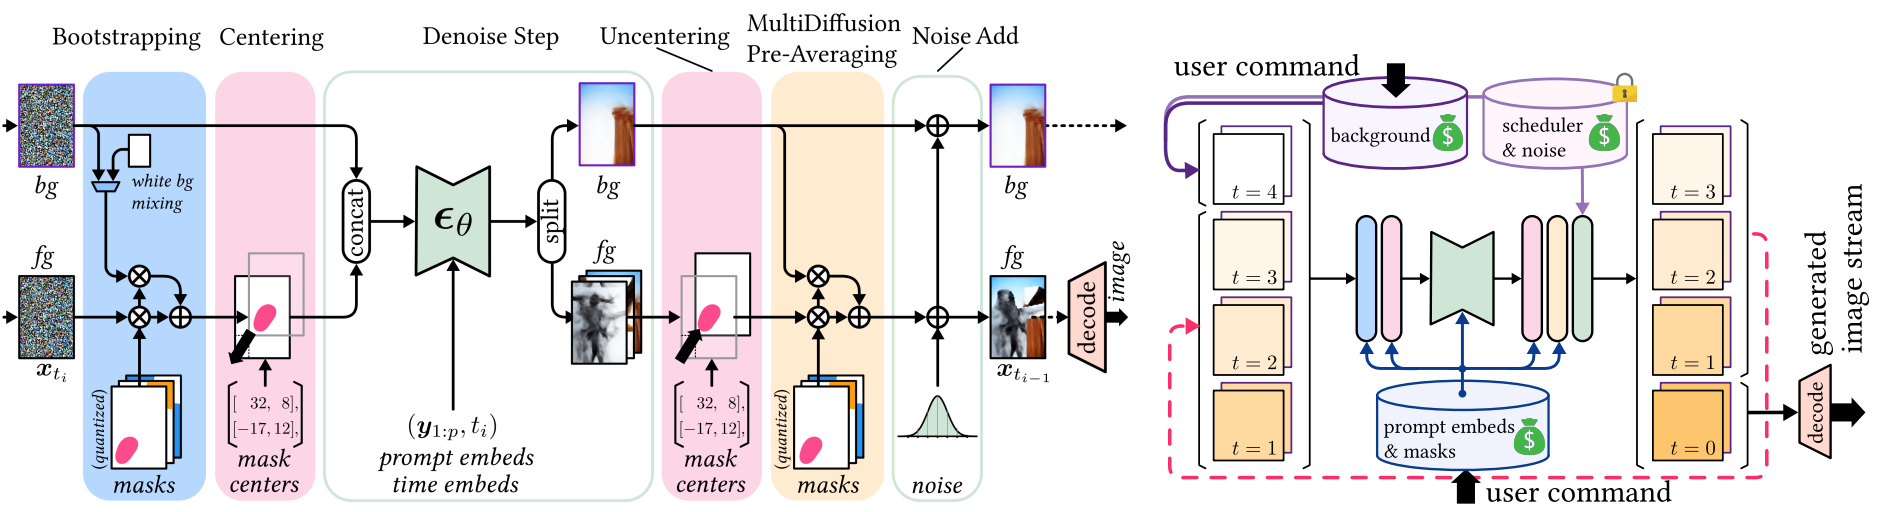 Bootstrapping
Centering
Denoise Step
Uncentering
MultiDiffusion
Pre-Averaging
Noise Add
bg
white bg
mixing
fg
x_{t_i}
(quantized)
masks
[ 32, 8],
[−17, 12],
mask
centers
concat
ϵ_θ
(y_{1:p}, t_i)
prompt embeds
time embeds
split
bg
fg
[ 32, 8],
[−17, 12],
mask
centers
(quantized)
masks
noise
bg
fg
x_{t_{i−1}}
decode
image
user command
background
$
scheduler
& noise
$
t = 4
t = 3
t = 2
t = 1
t = 3
t = 2
t = 1
t = 0
prompt embeds
& masks
$
user command
decode
generated
image stream